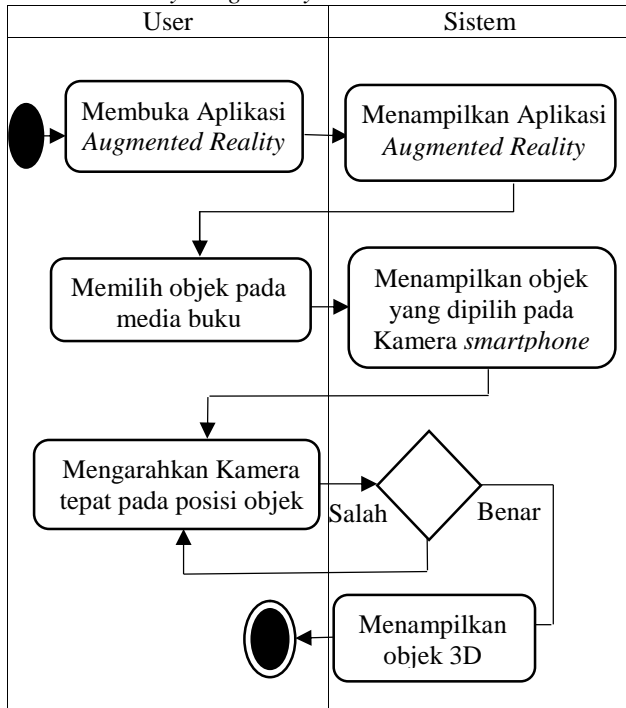 User
Sistem
Membuka Aplikasi
Augmented Reality
Menampilkan Aplikasi
Augmented Reality
Memilih objek pada
media buku
Menampilkan objek
yang dipilih pada
Kamera smartphone
Mengarahkan Kamera
tepat pada posisi objek
Salah
Benar
Menampilkan
objek 3D